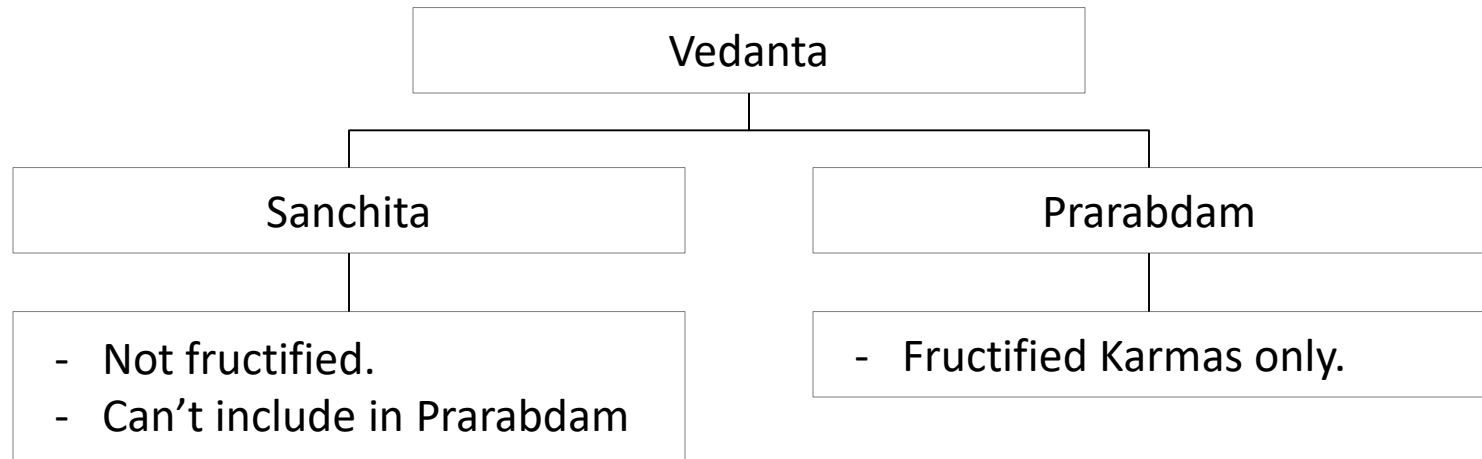 Vedanta
Sanchita
Prarabdam
- Not fructified.
- Can’t include in Prarabdam
- Fructified Karmas only.